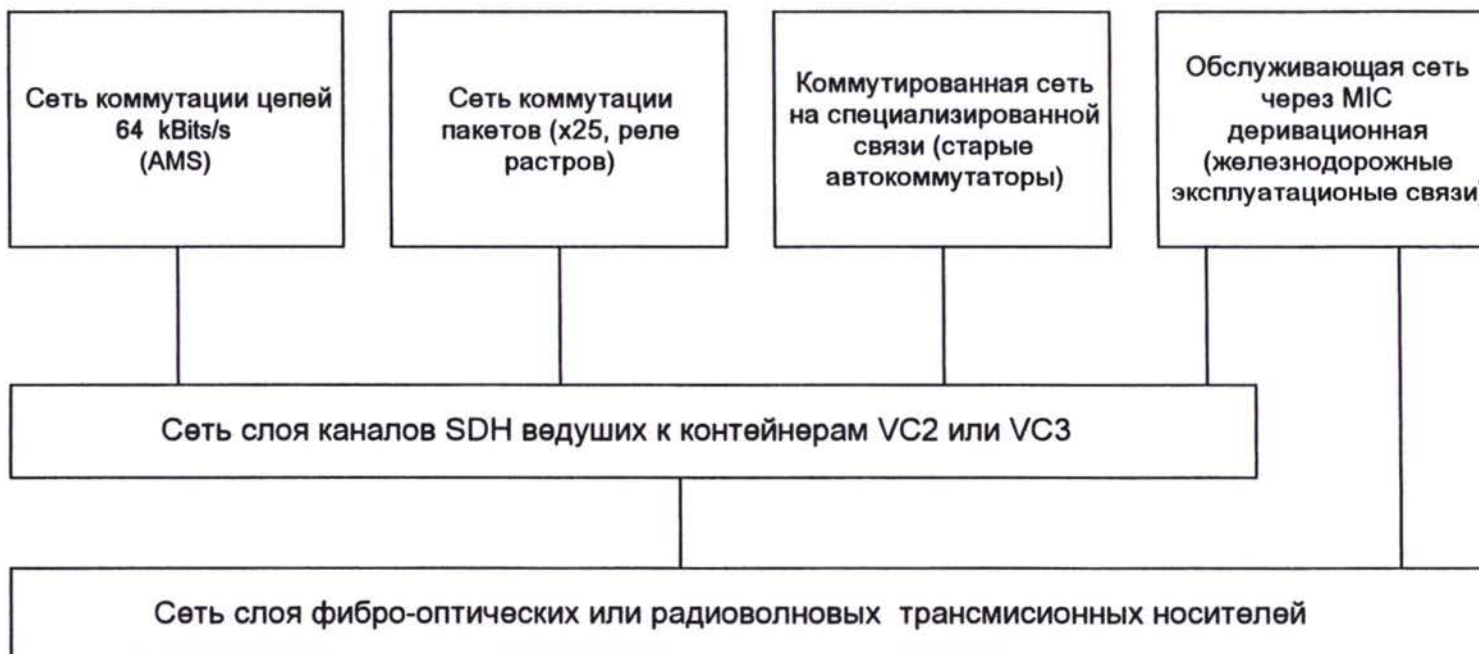 Сеть коммутации цепей
64 kBits/s
(AMS)
Сеть коммутации
пакетов (x25, реле
растров)
Коммутированная сеть
на специализированной
связи (старые
автокоммутаторы)
Обслуживающая сеть
через MIC
деривационная
(железнодорожные
эксплуатационые связи)
Сеть слоя каналов SDH ведуших к контейнерам VC2 или VC3
Сеть слоя фибро-оптических или радиоволновых трансмисионных носителей